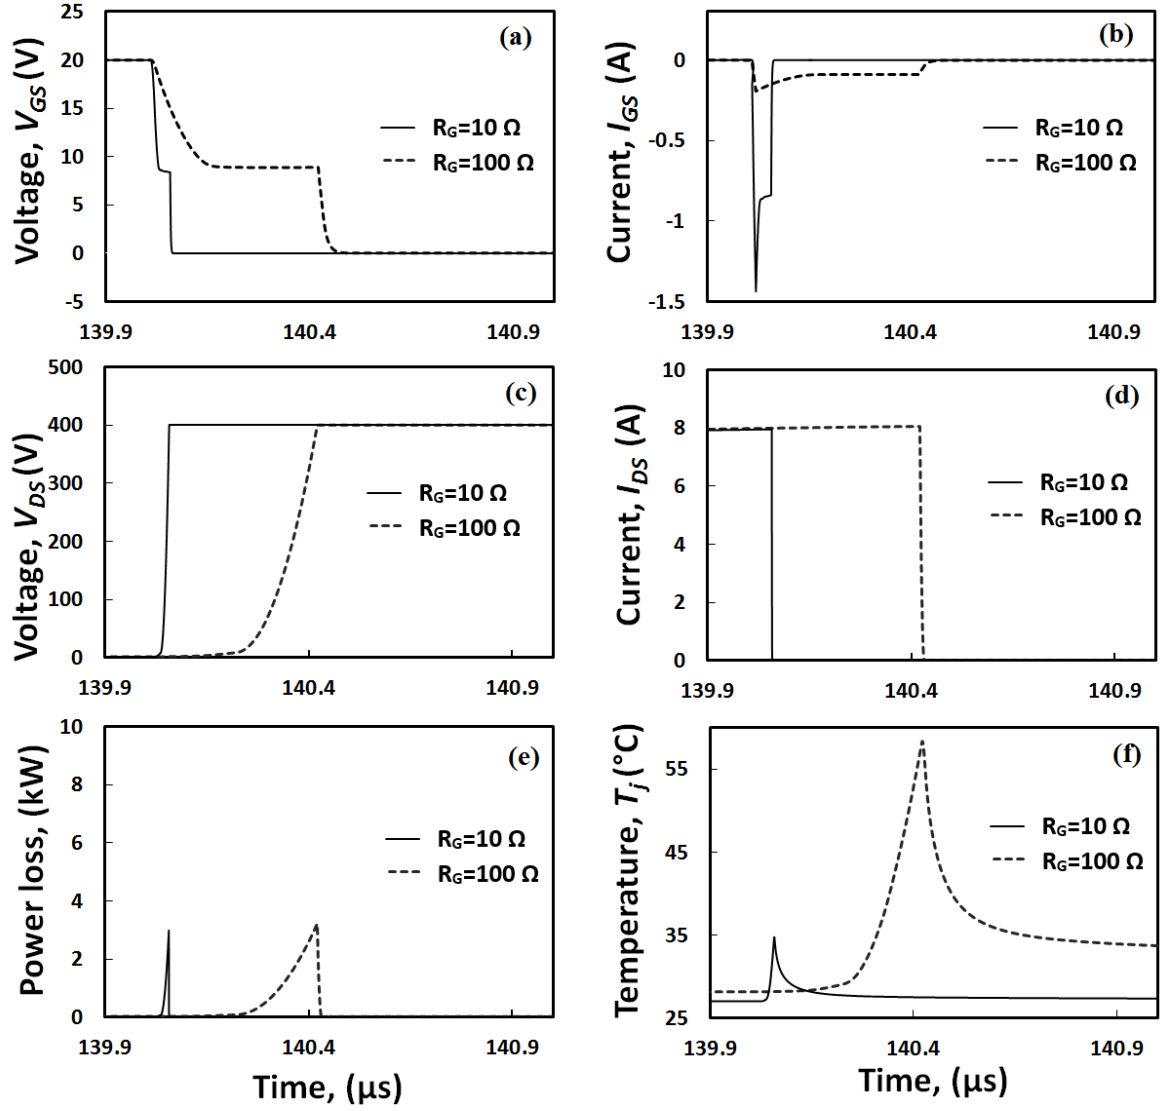 (a)
Voltage, VGS (V)
25
20
15
10
5
0
-5
RG=10 Ω
RG=100 Ω
139.9
140.4
140.9
(b)
Current, IGS (A)
0
-0.5
-1
-1.5
RG=10 Ω
RG=100 Ω
139.9
140.4
140.9
(c)
Voltage, VDS (V)
500
400
300
200
100
0
RG=10 Ω
RG=100 Ω
139.9
140.4
140.9
(d)
Current, IDS (A)
10
8
6
4
2
0
RG=10 Ω
RG=100 Ω
139.9
140.4
140.9
(e)
Power loss, (kW)
10
8
6
4
2
0
RG=10 Ω
RG=100 Ω
139.9
140.4
140.9
Time, (µs)
(f)
Temperature, Tj (°C)
55
45
35
25
RG=10 Ω
RG=100 Ω
139.9
140.4
140.9
Time, (µs)